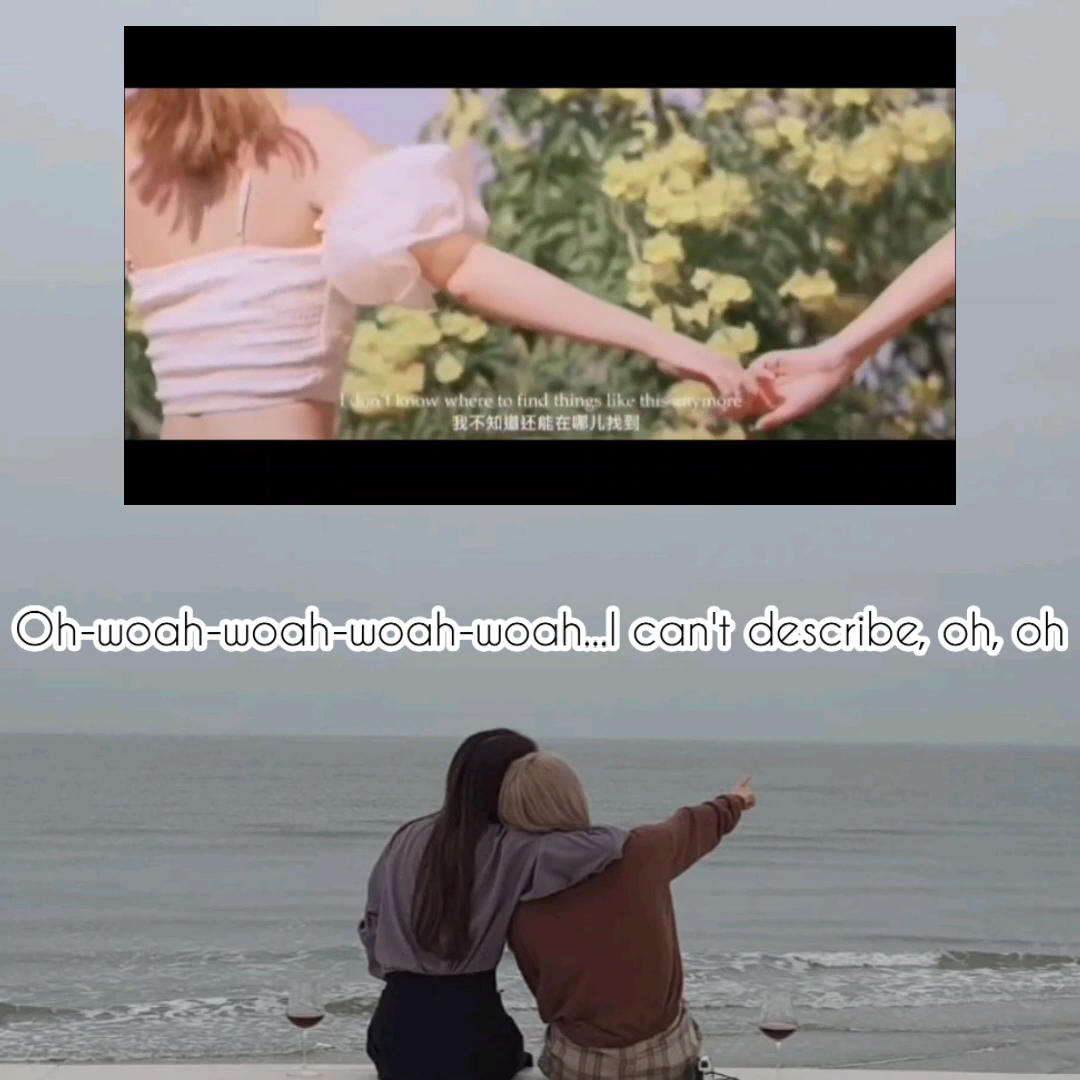 I don't know where to find things like this anymore
我不知道还能在哪儿找到
Oh-woah-woah-woah-woah...I can't describe, oh, oh